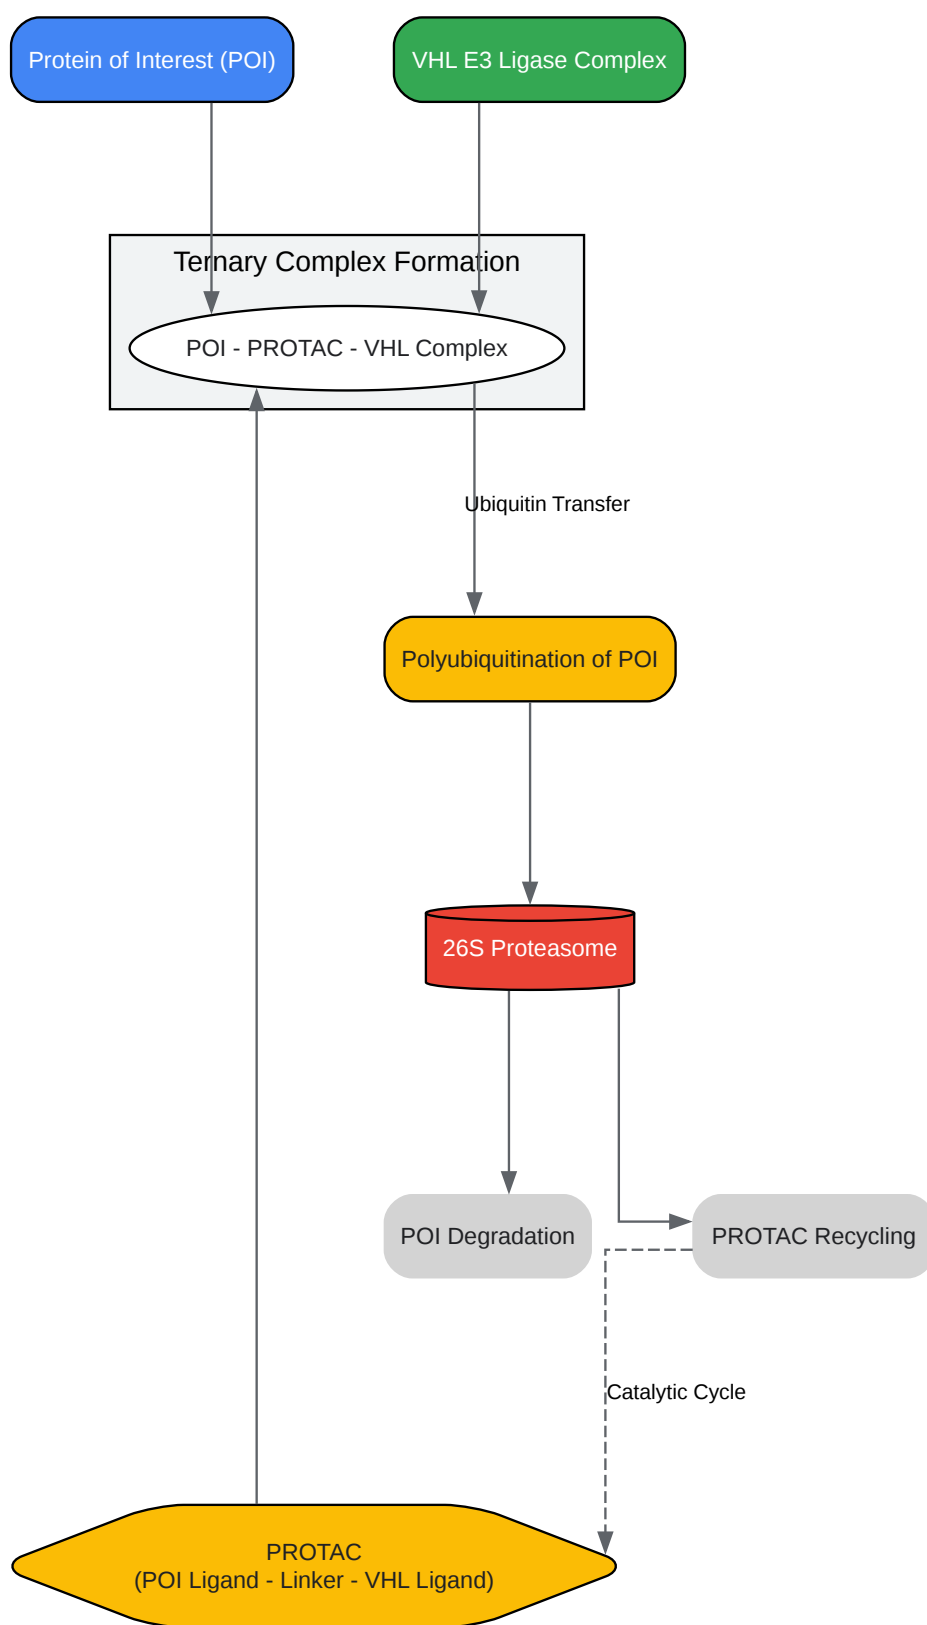 Protein of Interest (POI)
VHL E3 Ligase Complex
Ternary Complex Formation
POI - PROTAC - VHL Complex
Ubiquitin Transfer
Polyubiquitination of POI
26S Proteasome
POI Degradation
PROTAC Recycling
Catalytic Cycle
PROTAC
(POI Ligand - Linker - VHL Ligand)